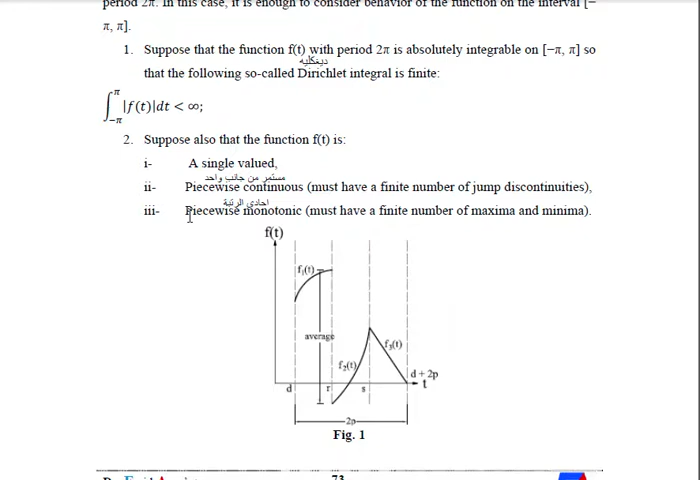 period 2π. In this case, it is enough to consider behavior of the function on the interval [−
π, π].
1. Suppose that the function f(t) with period 2π is absolutely integrable on [−π, π] so
that the following so-called Dirichlet integral is finite:
∫_{−π}^{π} |f(t)|dt < ∞;
2. Suppose also that the function f(t) is:
i- A single valued,
مستمر من جانب واحد
ii- Piecewise continuous (must have a finite number of jump discontinuities),
احادي الرتبة
iii- Piecewise monotonic (must have a finite number of maxima and minima).
f(t)
f₁(t)
average
f₃(t)
f₂(t)
d + 2p
t
d r s
2p
Fig. 1
73